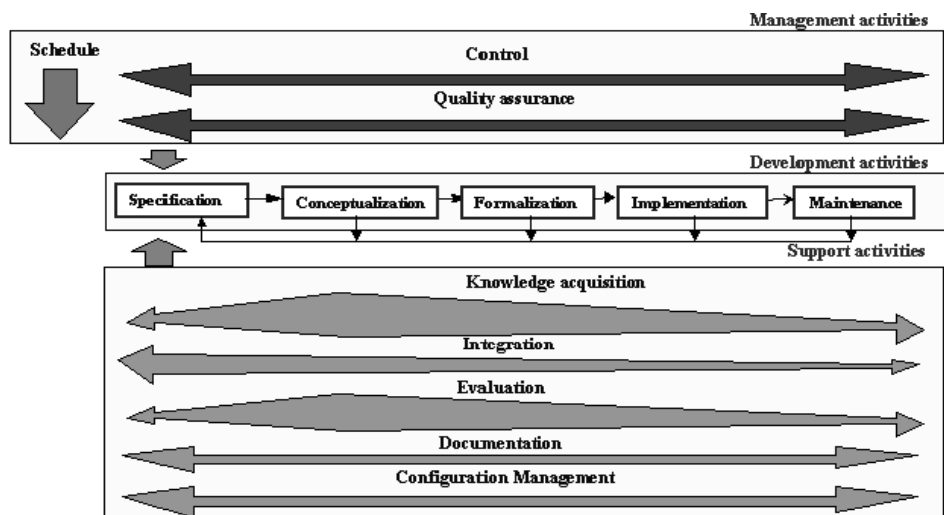 Management activities
Schedule
Control
Quality assurance
Development activities
Specification
Conceptualization
Formalization
Implementation
Maintenance
Support activities
Knowledge acquisition
Integration
Evaluation
Documentation
Configuration Management